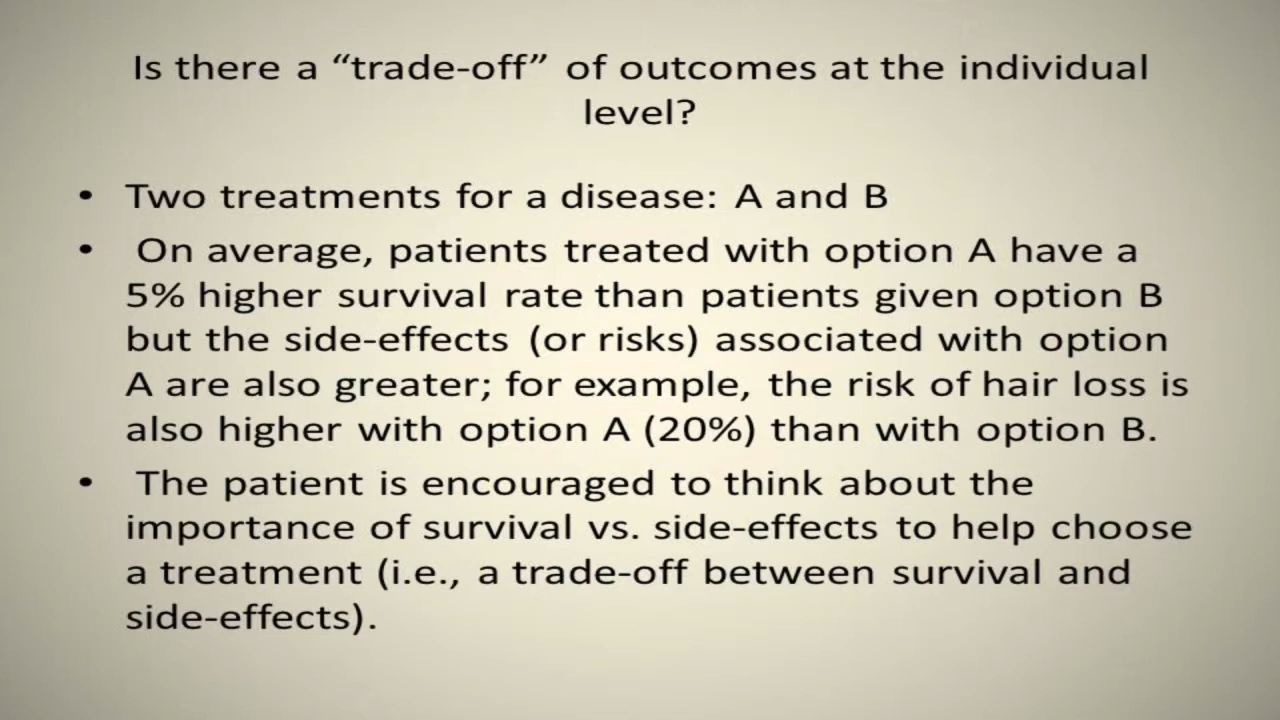 Is there a “trade-off” of outcomes at the individual
level?
• Two treatments for a disease: A and B
• On average, patients treated with option A have a
5% higher survival rate than patients given option B
but the side-effects (or risks) associated with option
A are also greater; for example, the risk of hair loss is
also higher with option A (20%) than with option B.
• The patient is encouraged to think about the
importance of survival vs. side-effects to help choose
a treatment (i.e., a trade-off between survival and
side-effects).